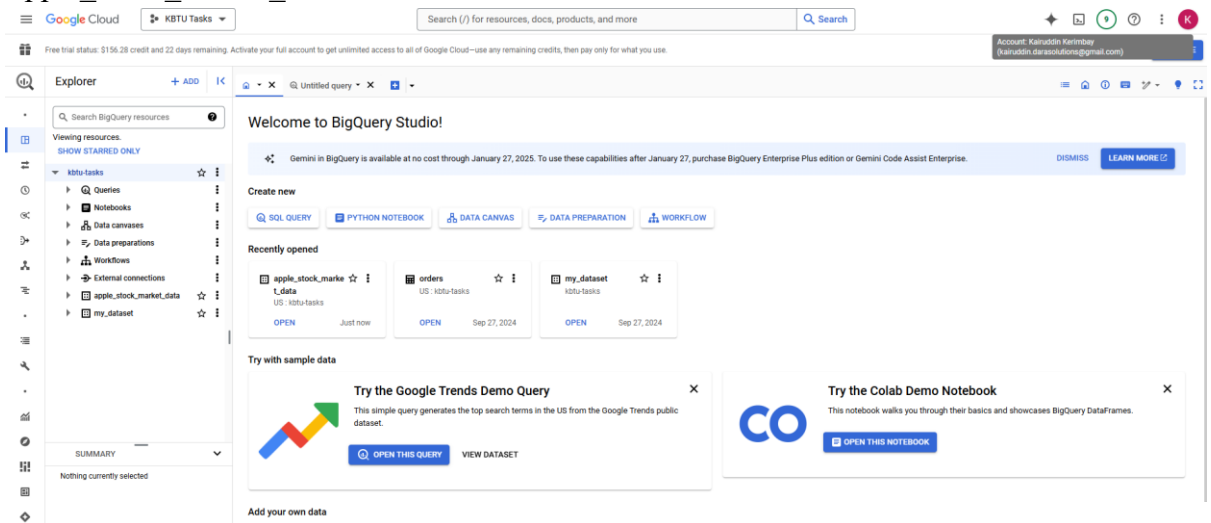 Google Cloud
KBTU Tasks
Search (/) for resources, docs, products, and more
Search
9
K
Free trial status: $156.28 credit and 22 days remaining. Activate your full account to get unlimited access to all of Google Cloud—use any remaining credits, then pay only for what you use.
Account: Kairuddin Kerimbay
(kairuddin.darasolutions@gmail.com)
Explorer
+ ADD
Untitled query
Search BigQuery resources
Viewing resources.
SHOW STARRED ONLY
kbtu-tasks
Queries
Notebooks
Data canvases
Data preparations
Workflows
External connections
apple_stock_market_data
my_dataset
SUMMARY
Nothing currently selected
Welcome to BigQuery Studio!
Gemini in BigQuery is available at no cost through January 27, 2025. To use these capabilities after January 27, purchase BigQuery Enterprise Plus edition or Gemini Code Assist Enterprise.
DISMISS
LEARN MORE
Create new
SQL QUERY
PYTHON NOTEBOOK
DATA CANVAS
DATA PREPARATION
WORKFLOW
Recently opened
apple_stock_marke
t_data
US : kbtu-tasks
OPEN
Just now
orders
US : kbtu-tasks
OPEN
Sep 27, 2024
my_dataset
kbtu-tasks
OPEN
Sep 27, 2024
Try with sample data
Try the Google Trends Demo Query
This simple query generates the top search terms in the US from the Google Trends public
dataset.
OPEN THIS QUERY
VIEW DATASET
CO
Try the Colab Demo Notebook
This notebook walks you through their basics and showcases BigQuery DataFrames.
OPEN THIS NOTEBOOK
Add your own data